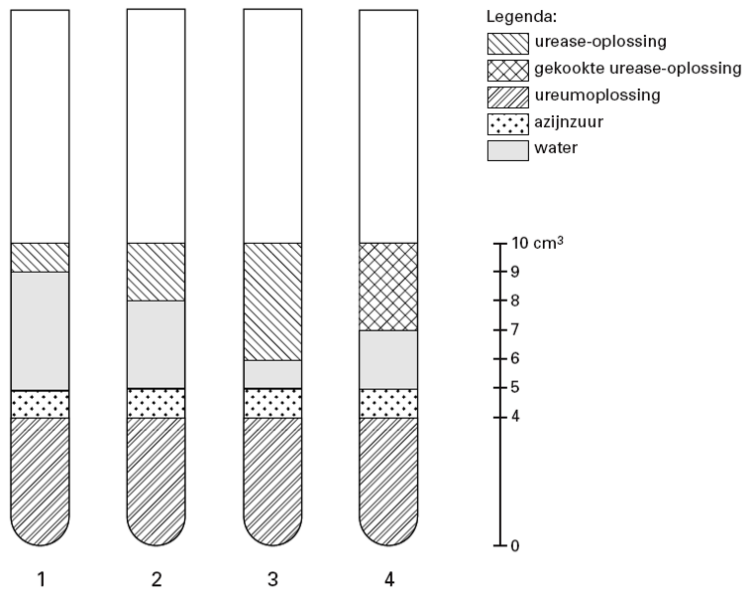 Legenda:
urease-oplossing
gekookte urease-oplossing
ureumoplossing
azijnzuur
water
10 cm³
9
8
7
6
5
4
0
1 2 3 4